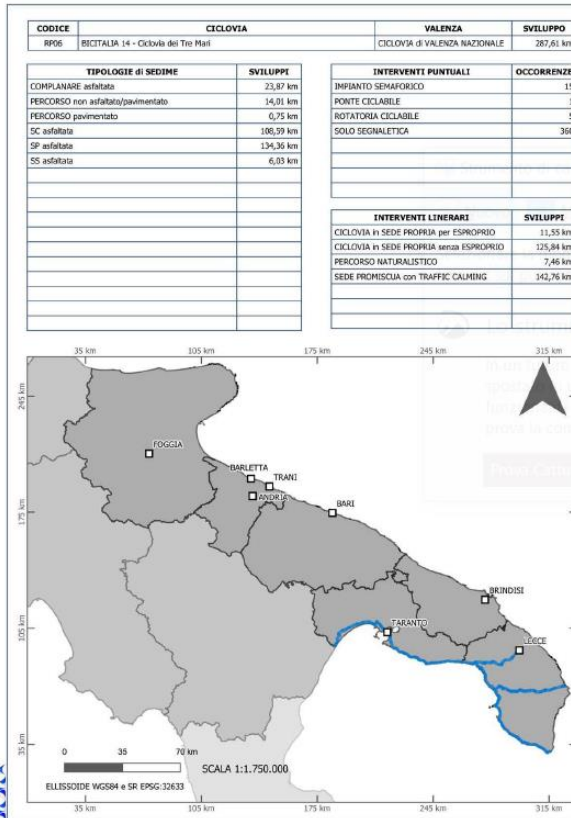 CODICE CICLOVIA VALENZA SVILUPPO
RP06 BICITALIA 14 - Ciclovia dei Tre Mari CICLOVIA di VALENZA NAZIONALE 287,61 km
TIPOLOGIE di SEDIME SVILUPPI
COMPLANARE asfaltata 23,87 km
PERCORSO non asfaltato/pavimentato 14,01 km
PERCORSO pavimentato 0,75 km
SC asfaltata 108,59 km
SP asfaltata 134,36 km
SS asfaltata 6,03 km
INTERVENTI PUNTUALI OCCORRENZE
IMPIANTO SEMAFORICO
PONTE CICLABILE
ROTATORIA CICLABILE
SOLO SEGNALETICA
INTERVENTI LINERARI SVILUPPI
CICLOVIA in SEDE PROPRIA per ESPROPRIO 11,55 km
CICLOVIA in SEDE PROPRIA senza ESPROPRIO 125,84 km
PERCORSO NATURALISTICO 7,46 km
SEDE PROMISCUA con TRAFFIC CALMING 142,76 km
35 km 105 km 175 km 245 km 315 km
245 km
FOGGIA
BARLETTA
TRANI
ANDRIA
BARI
175 km
BRINDISI
TARANTO
105 km
LECCE
35 km
0 35 70 km
SCALA 1:1.750.000
ELLISSOIDE WGS84 e SR EPSG:32633
35 km 105 km 175 km 245 km 315 km